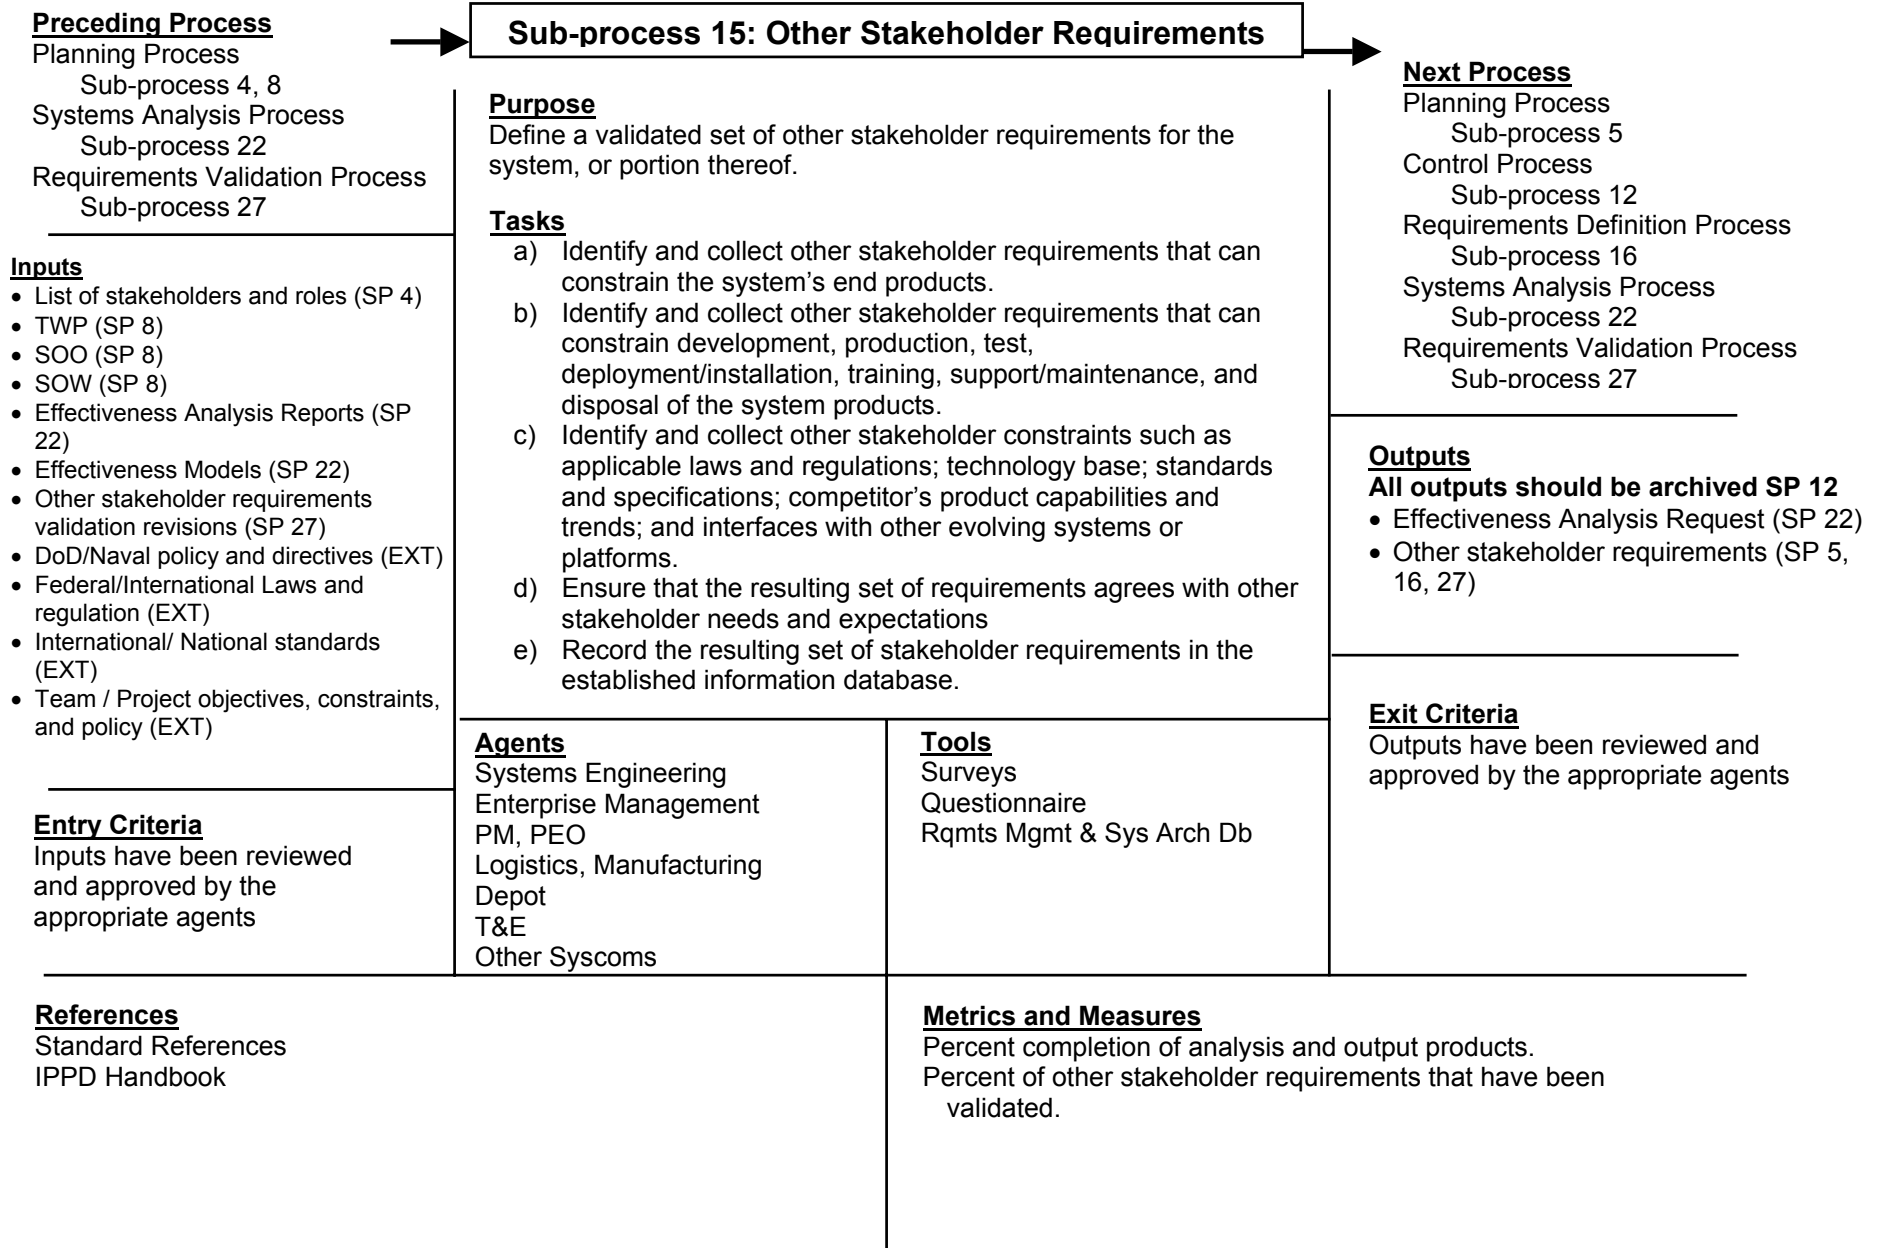 Preceding Process
Planning Process
Sub-process 4, 8
Systems Analysis Process
Sub-process 22
Requirements Validation Process
Sub-process 27
Inputs
• List of stakeholders and roles (SP 4)
• TWP (SP 8)
• SOO (SP 8)
• SOW (SP 8)
• Effectiveness Analysis Reports (SP
22)
• Effectiveness Models (SP 22)
• Other stakeholder requirements
validation revisions (SP 27)
• DoD/Naval policy and directives (EXT)
• Federal/International Laws and
regulation (EXT)
• International/ National standards
(EXT)
• Team / Project objectives, constraints,
and policy (EXT)
Entry Criteria
Inputs have been reviewed
and approved by the
appropriate agents
Sub-process 15: Other Stakeholder Requirements
Purpose
Define a validated set of other stakeholder requirements for the
system, or portion thereof.
Tasks
a) Identify and collect other stakeholder requirements that can
constrain the system’s end products.
b) Identify and collect other stakeholder requirements that can
constrain development, production, test,
deployment/installation, training, support/maintenance, and
disposal of the system products.
c) Identify and collect other stakeholder constraints such as
applicable laws and regulations; technology base; standards
and specifications; competitor’s product capabilities and
trends; and interfaces with other evolving systems or
platforms.
d) Ensure that the resulting set of requirements agrees with other
stakeholder needs and expectations
e) Record the resulting set of stakeholder requirements in the
established information database.
Agents
Systems Engineering
Enterprise Management
PM, PEO
Logistics, Manufacturing
Depot
T&E
Other Syscoms
Tools
Surveys
Questionnaire
Rqmts Mgmt & Sys Arch Db
Next Process
Planning Process
Sub-process 5
Control Process
Sub-process 12
Requirements Definition Process
Sub-process 16
Systems Analysis Process
Sub-process 22
Requirements Validation Process
Sub-process 27
Outputs
All outputs should be archived SP 12
• Effectiveness Analysis Request (SP 22)
• Other stakeholder requirements (SP 5,
16, 27)
Exit Criteria
Outputs have been reviewed and
approved by the appropriate agents
References
Standard References
IPPD Handbook
Metrics and Measures
Percent completion of analysis and output products.
Percent of other stakeholder requirements that have been
validated.